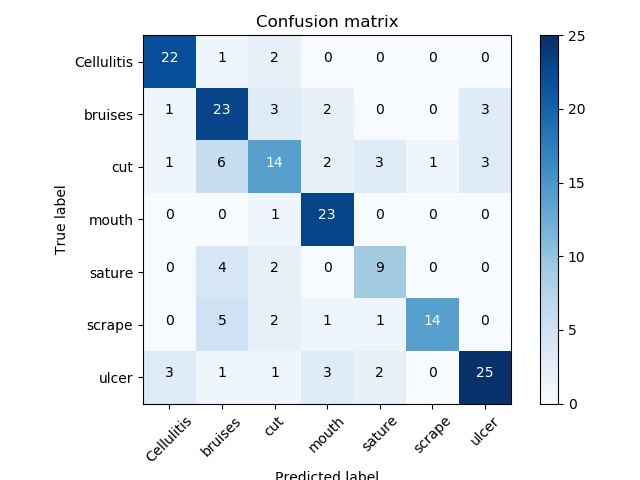 Confusion matrix
Cellulitis 22 1 2 0 0 0 0
25
bruises 1 23 3 2 0 0 3
20
cut 1 6 14 2 3 1 3
15
True label
mouth 0 0 1 23 0 0 0
10
sature 0 4 2 0 9 0 0
scrape 0 5 2 1 1 14 0
5
ulcer 3 1 1 3 2 0 25
0
Cellulitis bruises cut mouth sature scrape ulcer
Predicted label